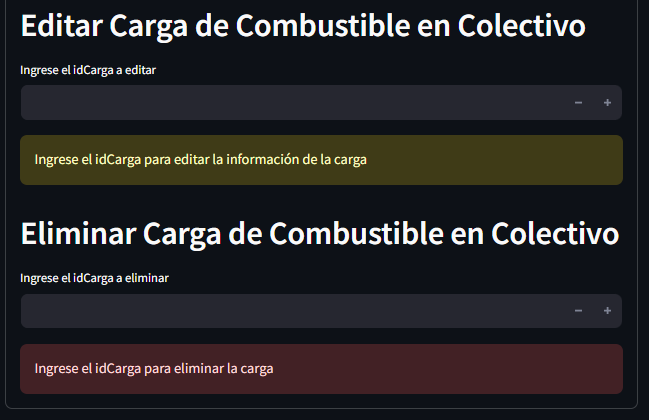 Editar Carga de Combustible en Colectivo
Ingrese el idCarga a editar
Ingrese el idCarga para editar la información de la carga
Eliminar Carga de Combustible en Colectivo
Ingrese el idCarga a eliminar
Ingrese el idCarga para eliminar la carga